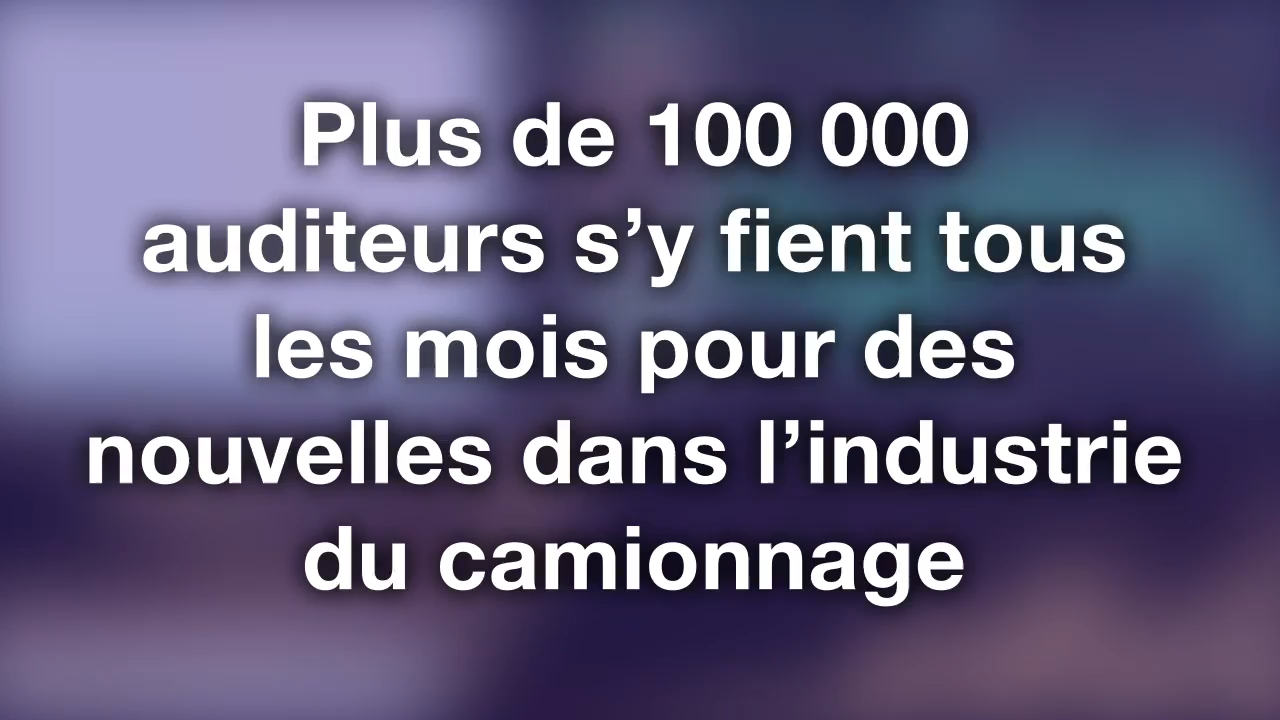 Plus de 100 000
auditeurs s’y fient tous
les mois pour des
nouvelles dans l’industrie
du camionnage